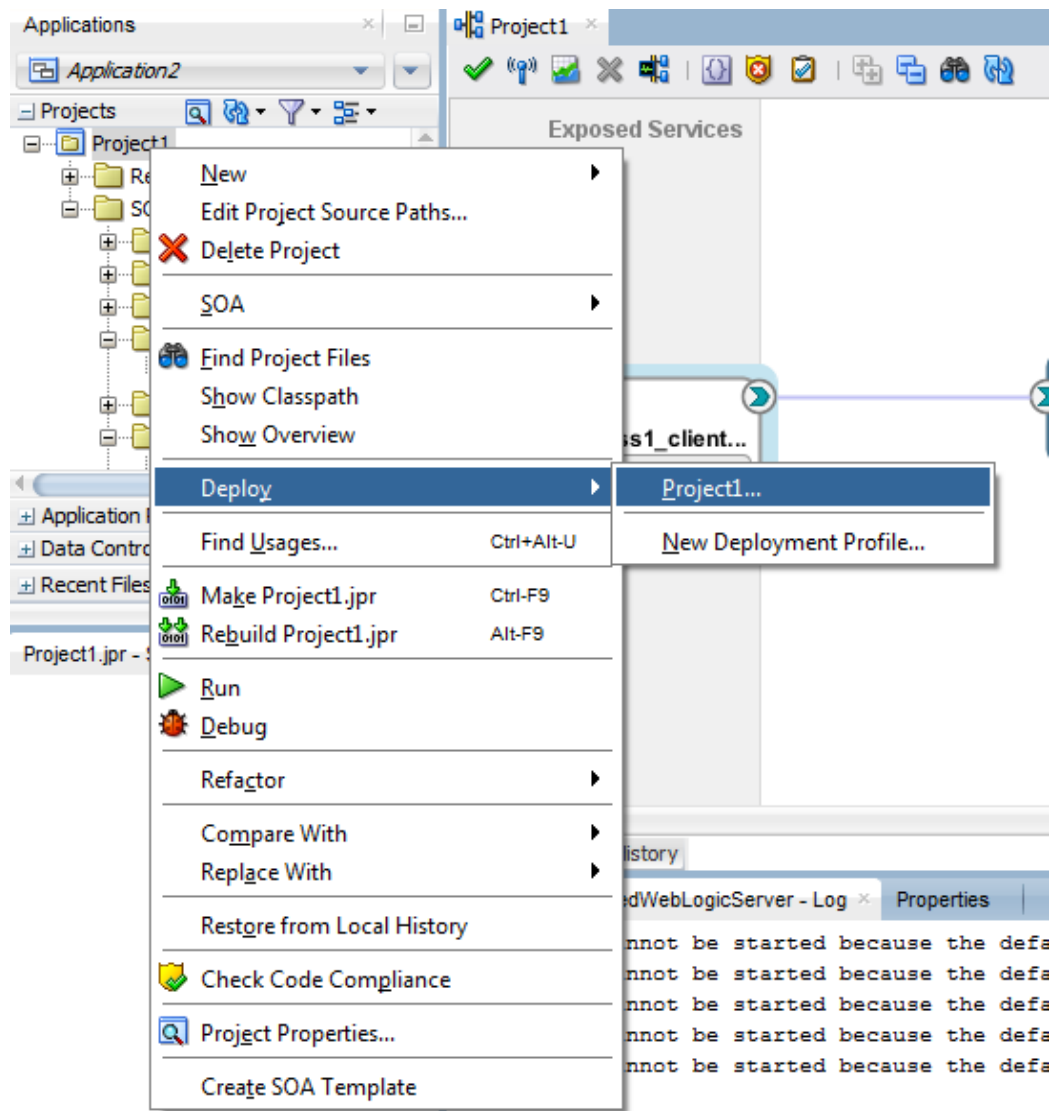 Applications
Project1
Application2
Projects
Exposed Services
Project1
Re
SO
New
Edit Project Source Paths...
Delete Project
SOA
Find Project Files
Show Classpath
Show Overview
ss1_client...
Deploy
Project1...
Application
Find Usages... Ctrl+Alt-U
New Deployment Profile...
Data Contro
Recent Files
Make Project1.jpr Ctrl-F9
Rebuild Project1.jpr Alt-F9
Project1.jpr -
Run
Debug
Refactor
Compare With
Replace With
listory
edWebLogicServer - Log Properties
Restore from Local History
nnot be started because the defa
Check Code Compliance
nnot be started because the defa
nnot be started because the defa
Project Properties...
nnot be started because the defa
nnot be started because the defa
Create SOA Template